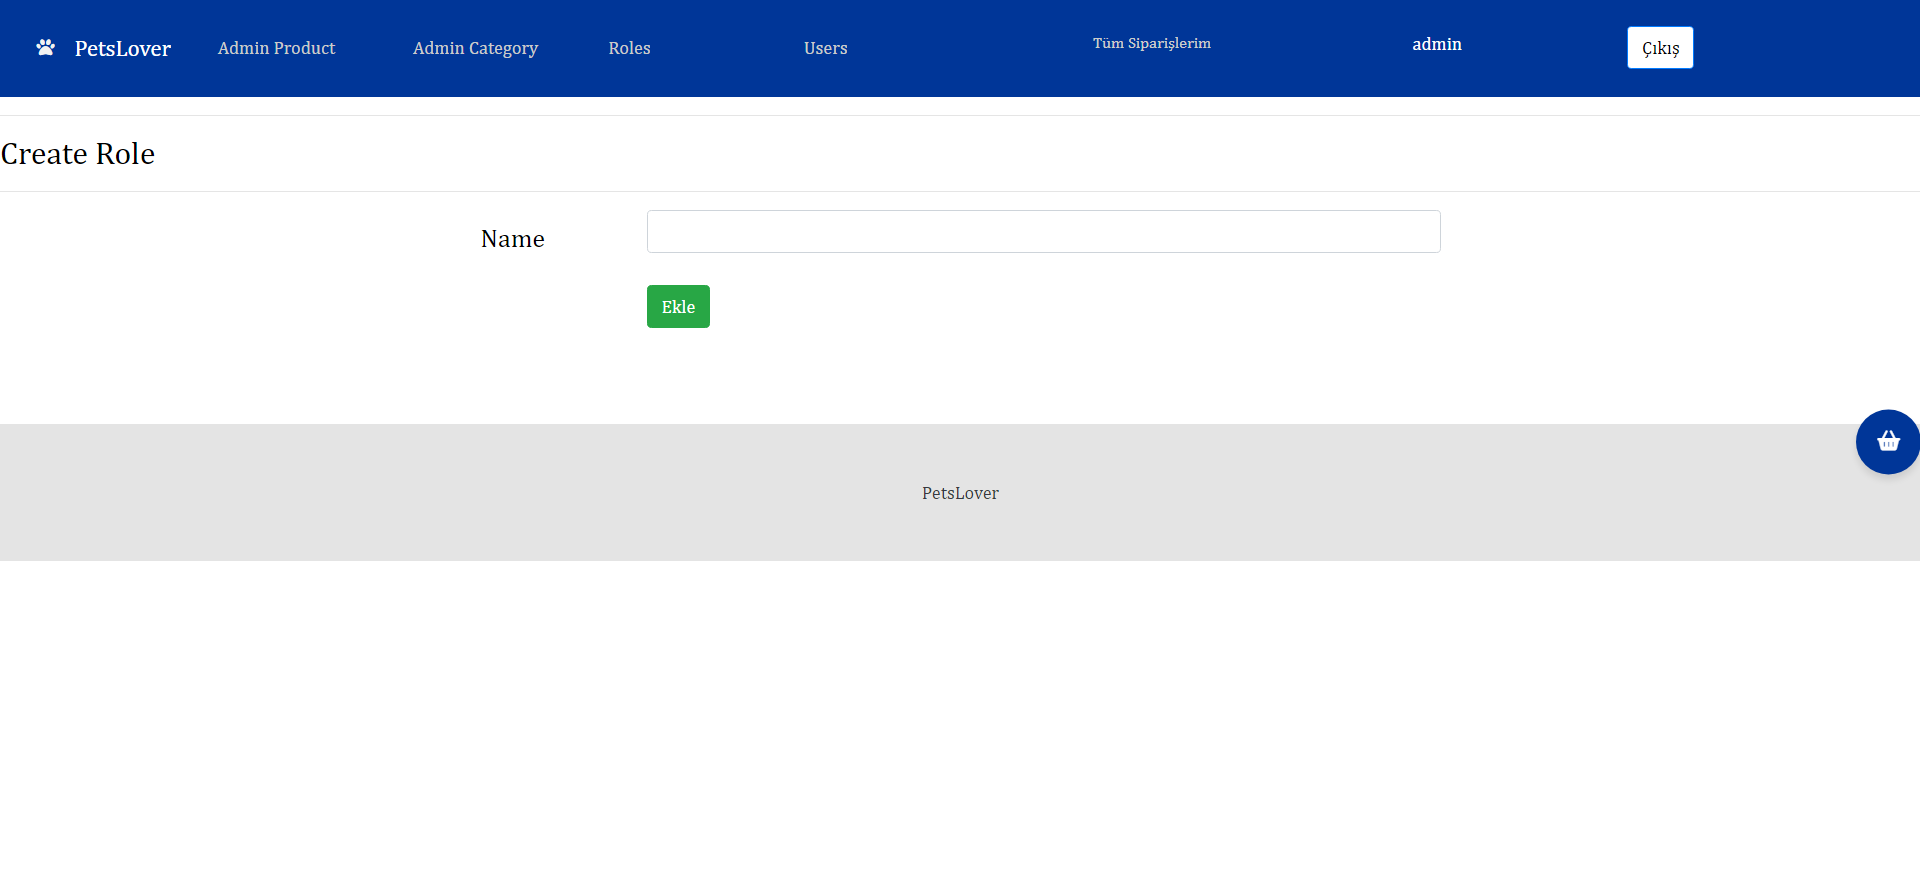 PetsLover Admin Product Admin Category Roles Users Tüm Siparişlerim admin Çıkış
Create Role
Name
Ekle
PetsLover